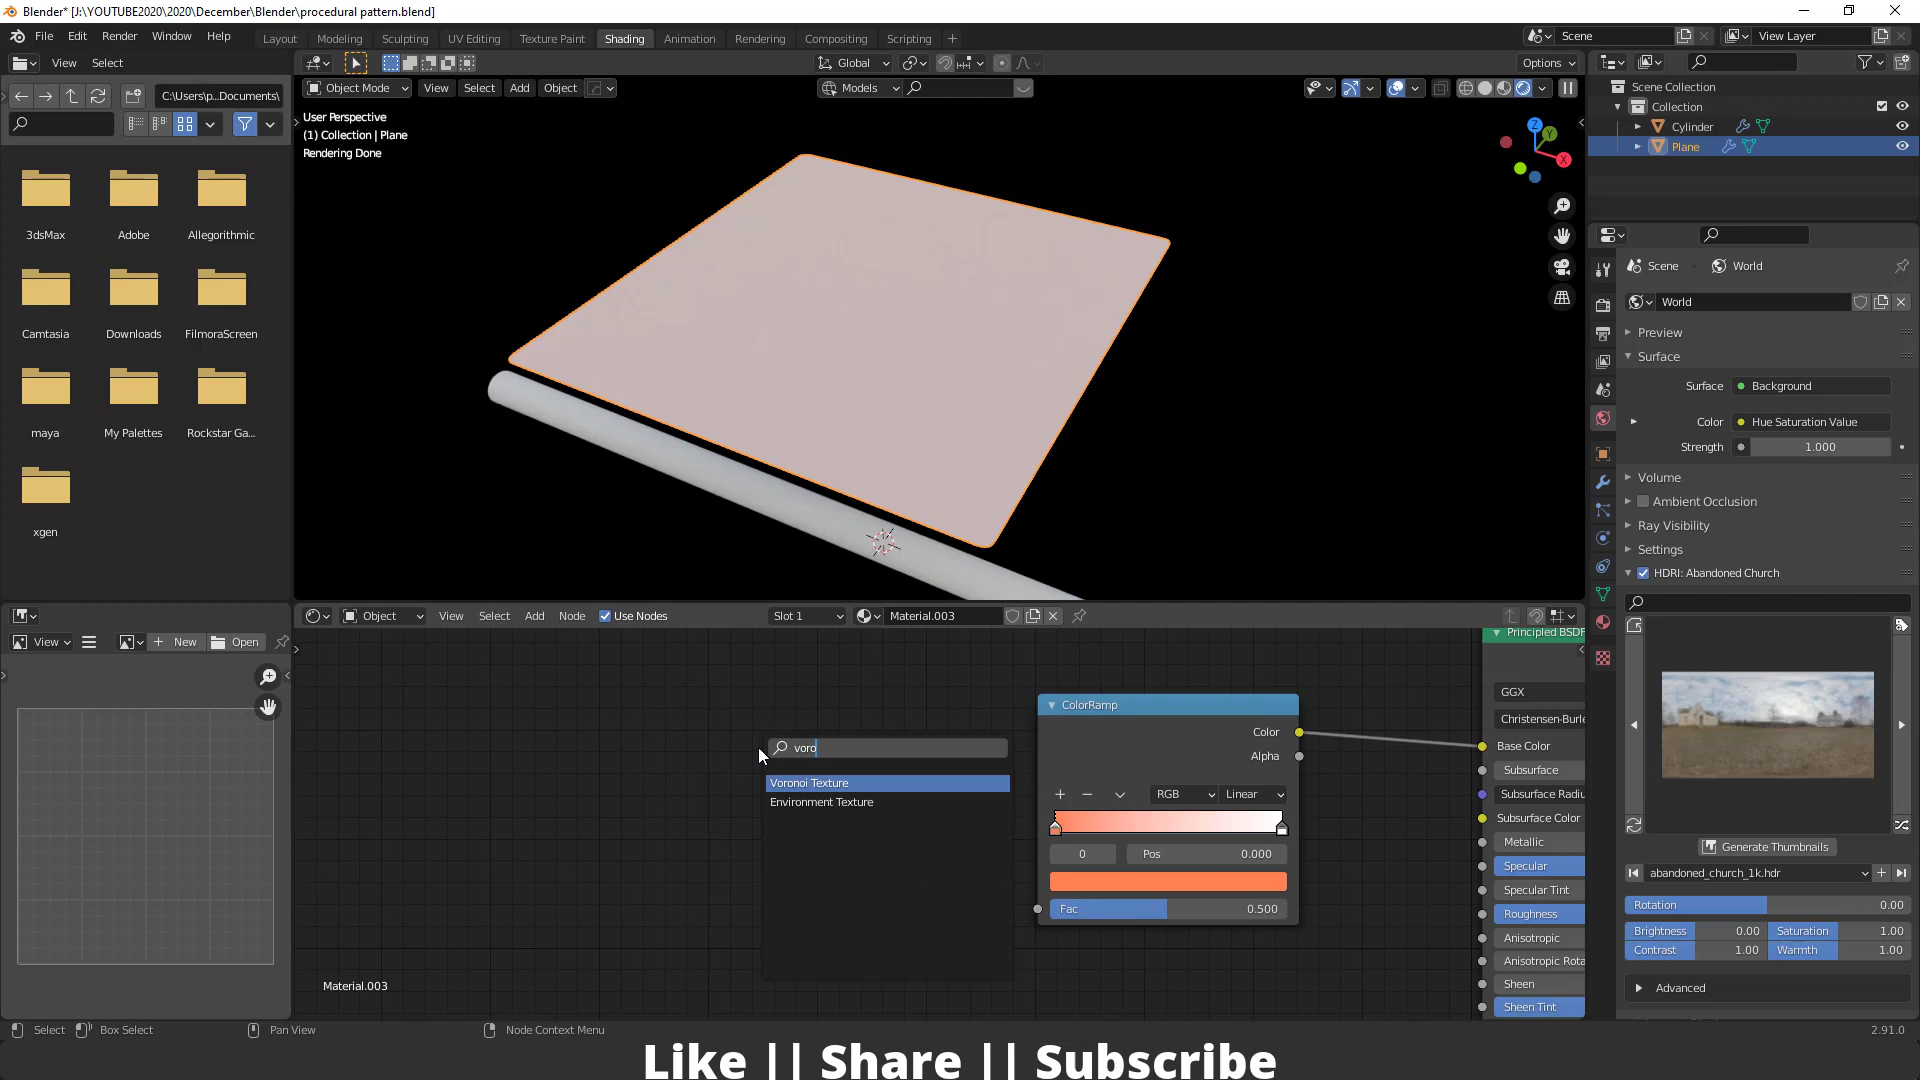 Blender* [J:\YOUTUBE2020\2020\December\Blender\procedural pattern.blend]
File Edit Render Window Help
Layout Modeling Sculpting UV Editing Texture Paint Shading Animation Rendering Compositing Scripting +
Scene View Layer
View Select
Global Options
C:\Users\p...Documents\
Object Mode View Select Add Object
Models
User Perspective
(1) Collection | Plane
Rendering Done
Z Y X
Scene Collection
Collection
Cylinder
Plane
3dsMax Adobe Allegorithmic
Camtasia Downloads FilmoraScreen
maya My Palettes Rockstar Ga...
xgen
Scene World
World
Preview
Surface
Surface Background
Color Hue Saturation Value
Strength 1.000
Volume
Ambient Occlusion
Ray Visibility
Settings
HDRI: Abandoned Church
Generate Thumbnails
abandoned_church_1k.hdr
Rotation 0.00
Brightness 0.00 Saturation 1.00
Contrast 1.00 Warmth 1.00
Advanced
View New Open
Object View Select Add Node Use Nodes Slot 1 Material.003
voro
Voronoi Texture
Environment Texture
ColorRamp
Color
Alpha
RGB Linear
0 Pos 0.000
Fac 0.500
Principled BSDF
GGX
Christensen-Burle
Base Color
Subsurface
Subsurface Radiu
Subsurface Color
Metallic
Specular
Specular Tint
Roughness
Anisotropic
Anisotropic Rota
Sheen
Sheen Tint
Material.003
Select Box Select Pan View Node Context Menu 2.91.0
Like || Share || Subscribe